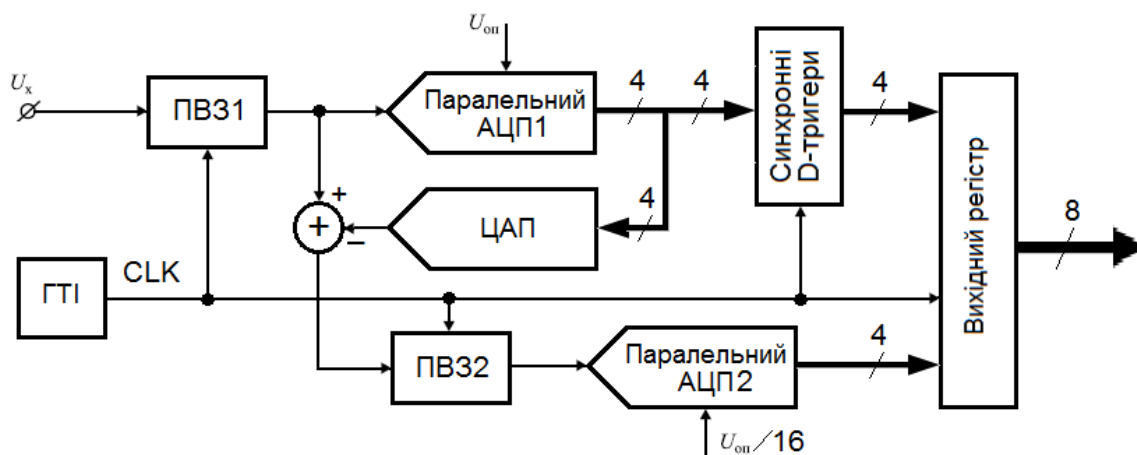 Uоп
4
4
4
Uх
ПВЗ1
Паралельний
АЦП1
Синхронні
D-тригери
+
+
−
ЦАП
4
Вихідний регістр
8
ГТІ
CLK
ПВЗ2
Паралельний
АЦП2
4
Uоп/16